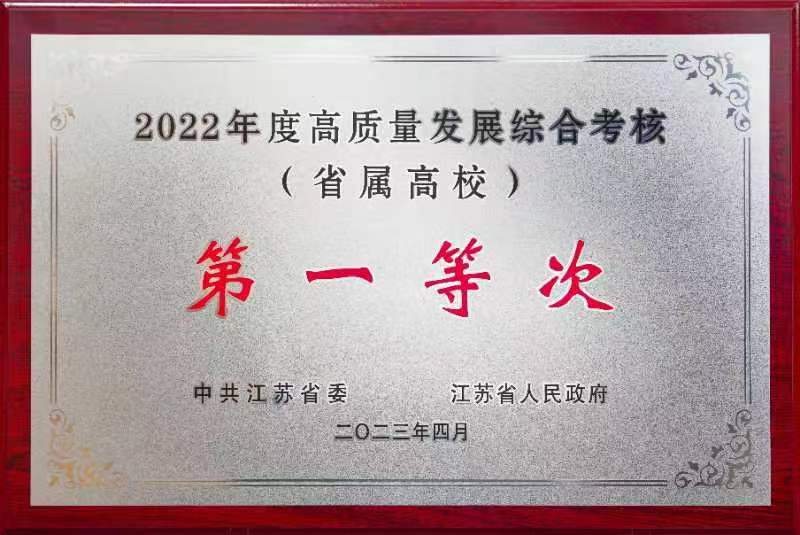 2022年度高质量发展综合考核
（省属高校）
第一等次
中共江苏省委 江苏省人民政府
二〇二三年四月